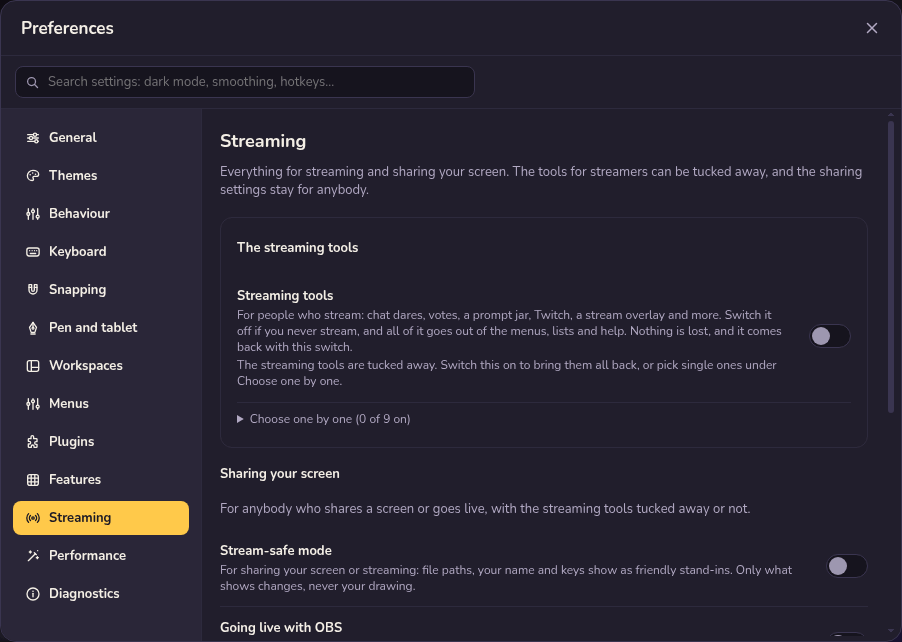 Preferences
Search settings: dark mode, smoothing, hotkeys...
General
Themes
Behaviour
Keyboard
Snapping
Pen and tablet
Workspaces
Menus
Plugins
Features
Streaming
Performance
Diagnostics
Streaming
Everything for streaming and sharing your screen. The tools for streamers can be tucked away, and the sharing
settings stay for anybody.
The streaming tools
Streaming tools
For people who stream: chat dares, votes, a prompt jar, Twitch, a stream overlay and more. Switch it
off if you never stream, and all of it goes out of the menus, lists and help. Nothing is lost, and it comes
back with this switch.
The streaming tools are tucked away. Switch this on to bring them all back, or pick single ones under
Choose one by one.
Choose one by one (0 of 9 on)
Sharing your screen
For anybody who shares a screen or goes live, with the streaming tools tucked away or not.
Stream-safe mode
For sharing your screen or streaming: file paths, your name and keys show as friendly stand-ins. Only what
shows changes, never your drawing.
Going live with OBS